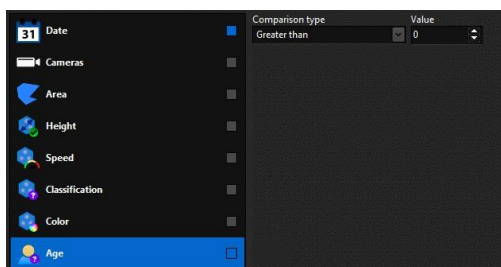 31 Date
Cameras
Area
Height
Speed
Classification
Color
Age
Comparison type Value
Greater than 0